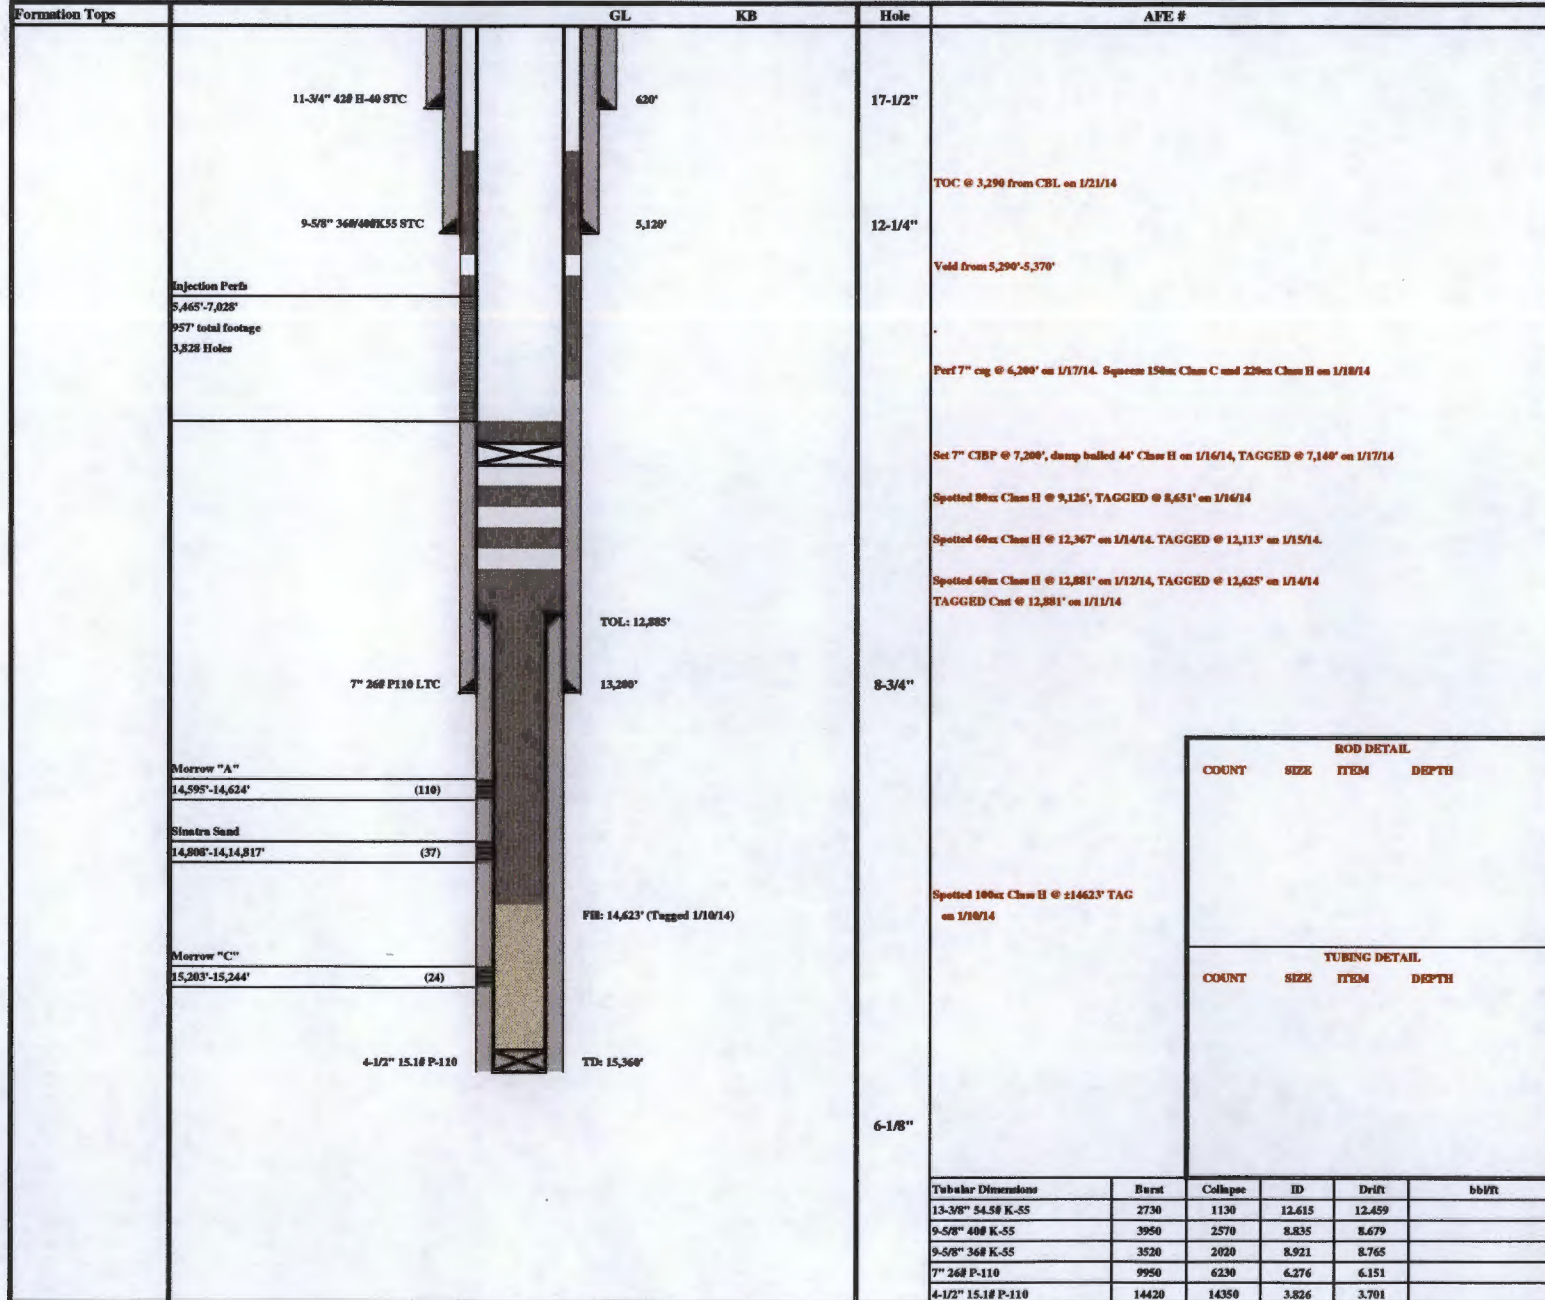 Formation Tops GL KB Hole AFE #
11-3/4" 42# H-40 STC 620' 17-1/2"
TOC @ 3,290 from CBL on 1/21/14
9-5/8" 36#/40#K55 STC 5,120' 12-1/4"
Void from 5,290'-5,370'
Injection Perfs
5,465'-7,028'
957' total footage
3,828 Holes
Perf 7" csg @ 6,200' on 1/17/14. Squeeze 150sx Class C and 220sx Class H on 1/18/14
Set 7" CIBP @ 7,200', dump bailed 44' Class H on 1/16/14, TAGGED @ 7,140' on 1/17/14
Spotted 80sx Class H @ 9,126', TAGGED @ 8,651' on 1/16/14
Spotted 60sx Class H @ 12,367' on 1/14/14. TAGGED @ 12,113' on 1/15/14.
Spotted 60sx Class H @ 12,881' on 1/12/14, TAGGED @ 12,625' on 1/14/14
TAGGED Cmt @ 12,881' on 1/11/14
TOL: 12,885'
7" 26# P110 LTC 13,200' 8-3/4"
ROD DETAIL
COUNT SIZE ITEM DEPTH
Morrow "A"
14,595'-14,624' (110)
Sinatra Sand
14,808'-14,14,817' (37)
Spotted 100sx Class H @ ±14623' TAG
on 1/10/14
Fill: 14,623' (Tagged 1/10/14)
Morrow "C"
15,203'-15,244' (24)
TUBING DETAIL
COUNT SIZE ITEM DEPTH
4-1/2" 15.1# P-110 TD: 15,360'
6-1/8"
Tubular Dimensions Burst Collapse ID Drift bbl/ft
13-3/8" 54.5# K-55 2730 1130 12.615 12.459
9-5/8" 40# K-55 3950 2570 8.835 8.679
9-5/8" 36# K-55 3520 2020 8.921 8.765
7" 26# P-110 9950 6230 6.276 6.151
4-1/2" 15.1# P-110 14420 14350 3.826 3.701